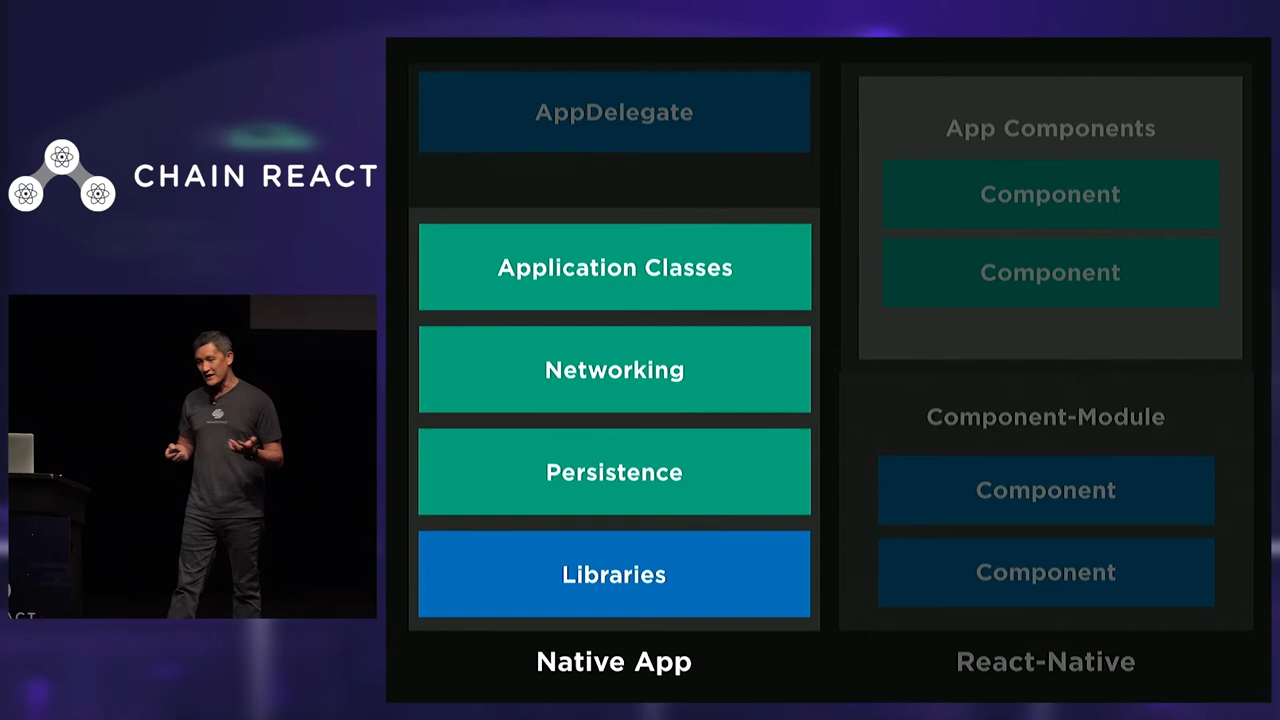 CHAIN REACT
AppDelegate
Application Classes
Networking
Persistence
Libraries
Native App
App Components
Component
Component
Component-Module
Component
Component
React-Native